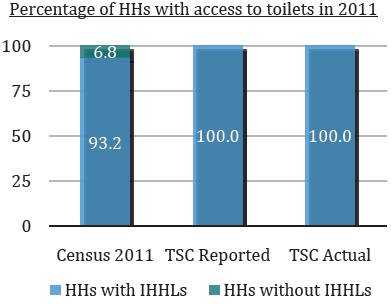 Percentage of HHs with access to toilets in 2011
100
75
50
25
0
6.8
93.2
100.0
100.0
Census 2011
TSC Reported
TSC Actual
HHs with IHHLs
HHs without IHHLs